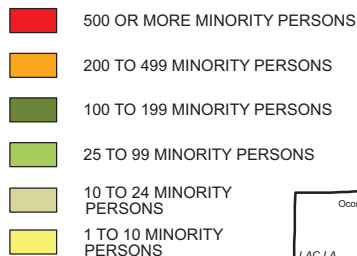 500 OR MORE MINORITY PERSONS
200 TO 499 MINORITY PERSONS
100 TO 199 MINORITY PERSONS
25 TO 99 MINORITY PERSONS
10 TO 24 MINORITY
PERSONS
1 TO 10 MINORITY
PERSONS